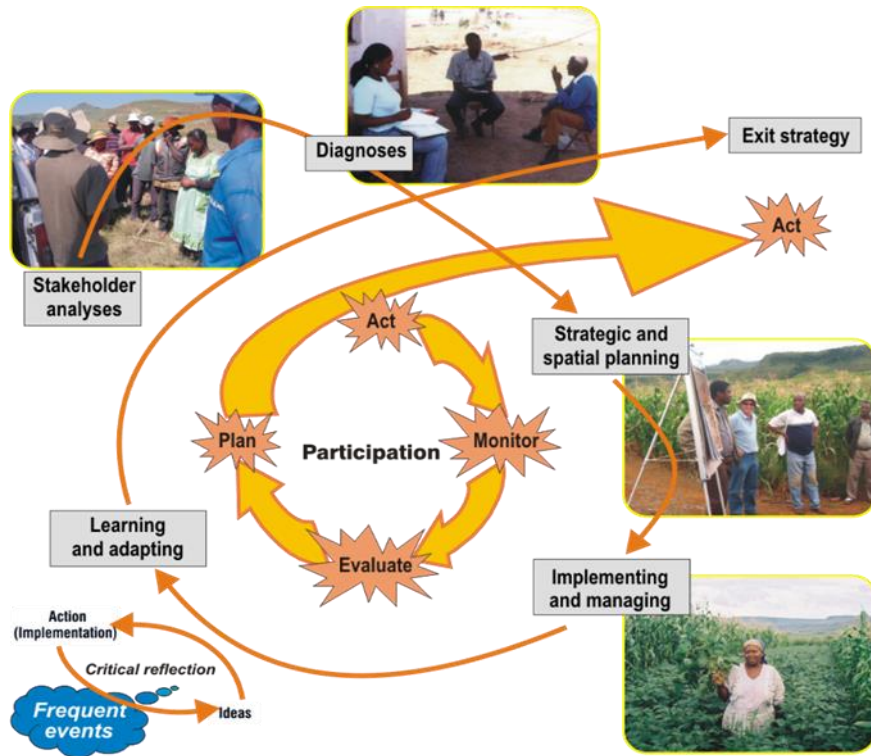 Diagnoses
Exit strategy
Act
Stakeholder
analyses
Act
Strategic and
spatial planning
Plan
Participation
Monitor
Learning
and adapting
Evaluate
Implementing
and managing
Action
(Implementation)
Critical reflection
Ideas
Frequent
events